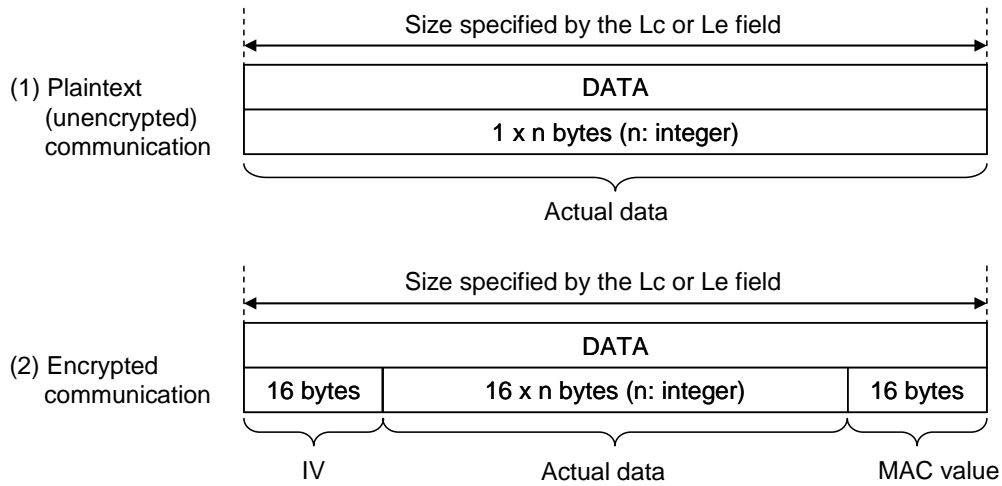 Size specified by the Lc or Le field
(1) Plaintext
(unencrypted)
communication
DATA
1 x n bytes (n: integer)
Actual data
Size specified by the Lc or Le field
(2) Encrypted
communication
DATA
16 bytes
16 x n bytes (n: integer)
16 bytes
IV
Actual data
MAC value